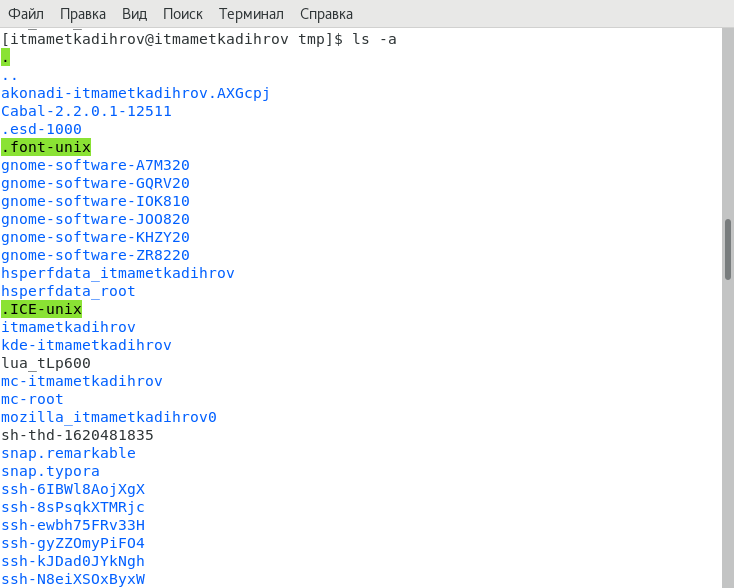 Файл Правка Вид Поиск Терминал Справка
[itmametkadihrov@itmametkadihrov tmp]$ ls -a
.
..
akonadi-itmametkadihrov.AXGcpj
Cabal-2.2.0.1-12511
.esd-1000
.font-unix
gnome-software-A7M320
gnome-software-GQRV20
gnome-software-IOK810
gnome-software-JOO820
gnome-software-KHZY20
gnome-software-ZR8220
hsperfdata_itmametkadihrov
hsperfdata_root
.ICE-unix
itmametkadihrov
kde-itmametkadihrov
lua_tLp600
mc-itmametkadihrov
mc-root
mozilla_itmametkadihrov0
sh-thd-1620481835
snap.remarkable
snap.typora
ssh-6IBWl8AojXgX
ssh-8sPsqkXTMRjc
ssh-ewbh75FRv33H
ssh-gyZZOmyPiFO4
ssh-kJDad0JYkNgh
ssh-N8eiXSOxByxW